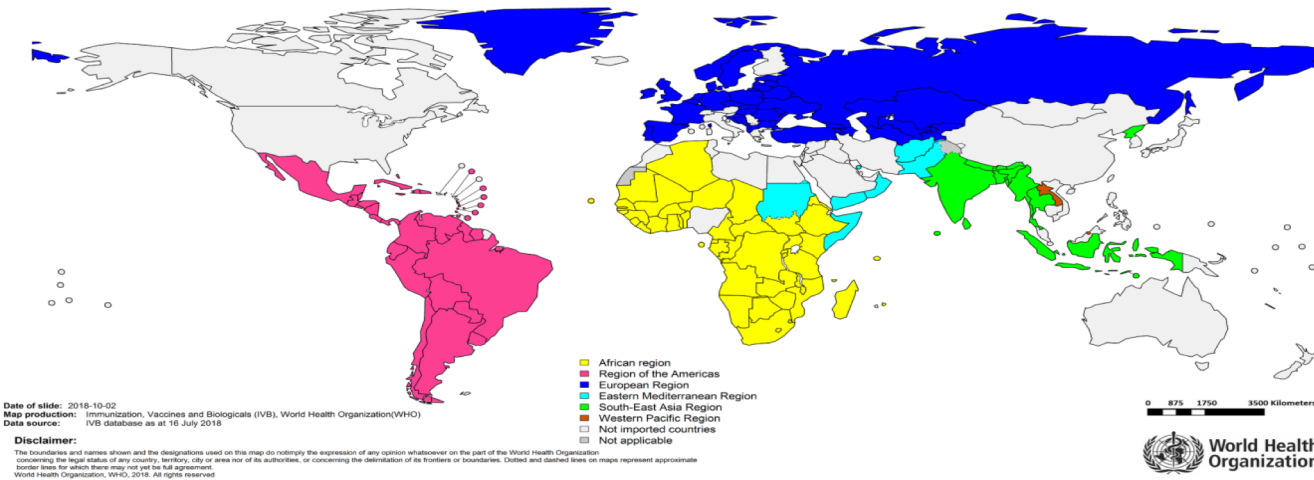 African region
Region of the Americas
European Region
Eastern Mediterranean Region
South-East Asia Region
Western Pacific Region
Not imported countries
Not applicable
0 875 1750 3500 Kilometers
Date of slide: 2018-10-02
Map production: Immunization, Vaccines and Biologicals (IVB), World Health Organization(WHO)
Data source: IVB database as at 16 July 2018
Disclaimer:
The boundaries and names shown and the designations used on this map do notimply the expression of any opinion whatsoever on the part of the World Health Organization
concerning the legal status of any country, territory, city or area nor of its authorities, or concerning the delimitation of its frontiers or boundaries. Dotted and dashed lines on maps represent approximate
border lines for which there may not yet be full agreement.
World Health Organization, WHO, 2018. All rights reserved
World Health
Organization